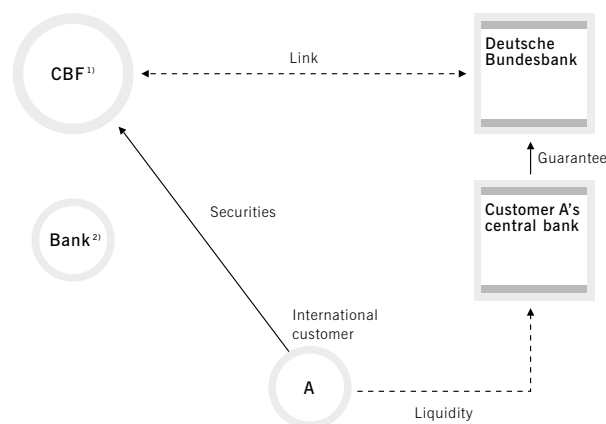 CBF 1)
Link
Deutsche
Bundesbank
Guarantee
Securities
Customer A's
central bank
Bank 2)
International
customer
A
Liquidity